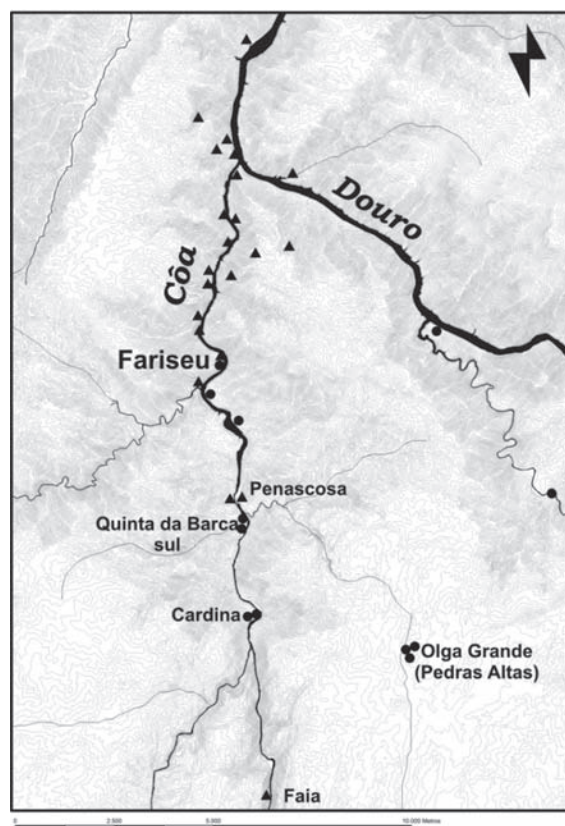 Douro
Côa
Fariseu
Penascosa
Quinta da Barca
sul
Cardina
Olga Grande
(Pedras Altas)
Faia
0 2.500 5.000 10.000 Metros